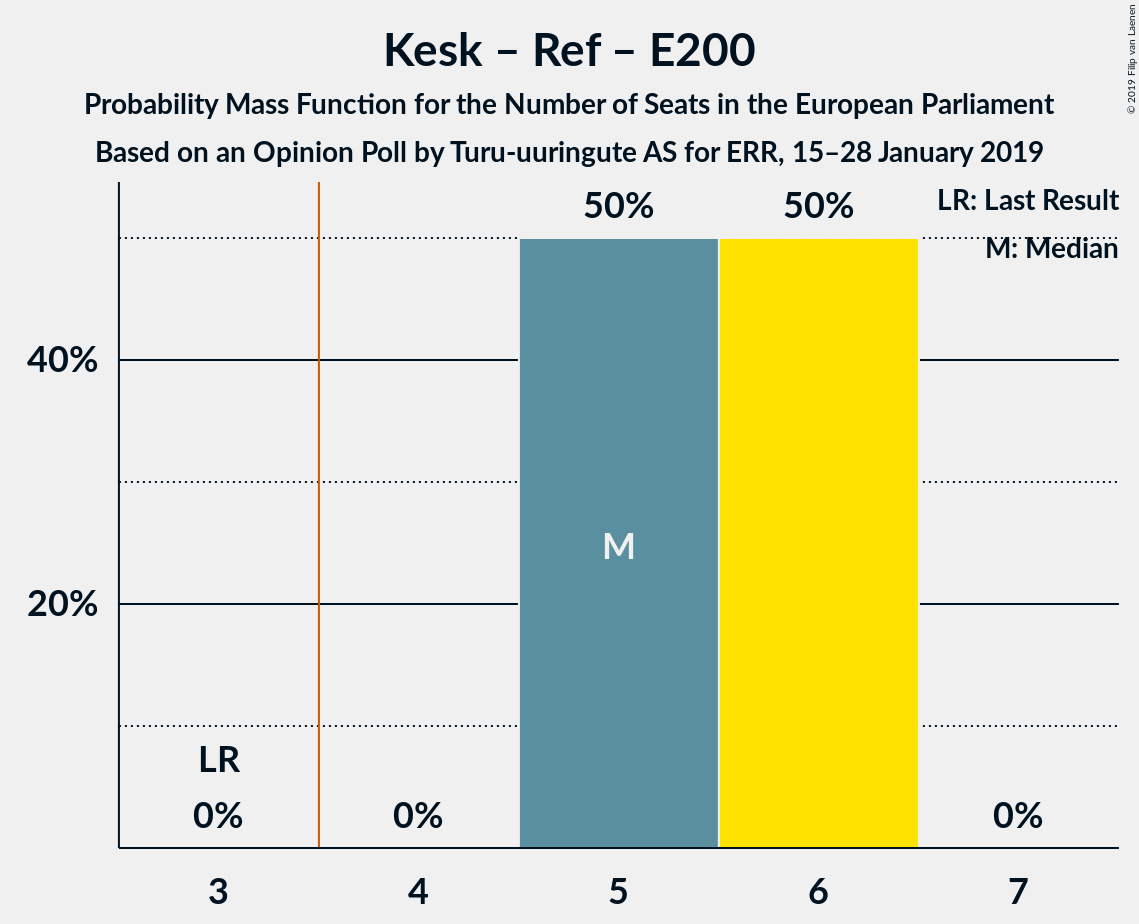 Kesk – Ref – E200
Probability Mass Function for the Number of Seats in the European Parliament
Based on an Opinion Poll by Turu-uuringute AS for ERR, 15–28 January 2019
© 2019 Filip van Laenen
LR: Last Result
M: Median
50%
50%
40%
20%
M
LR
0%
0%
0%
3
4
5
6
7